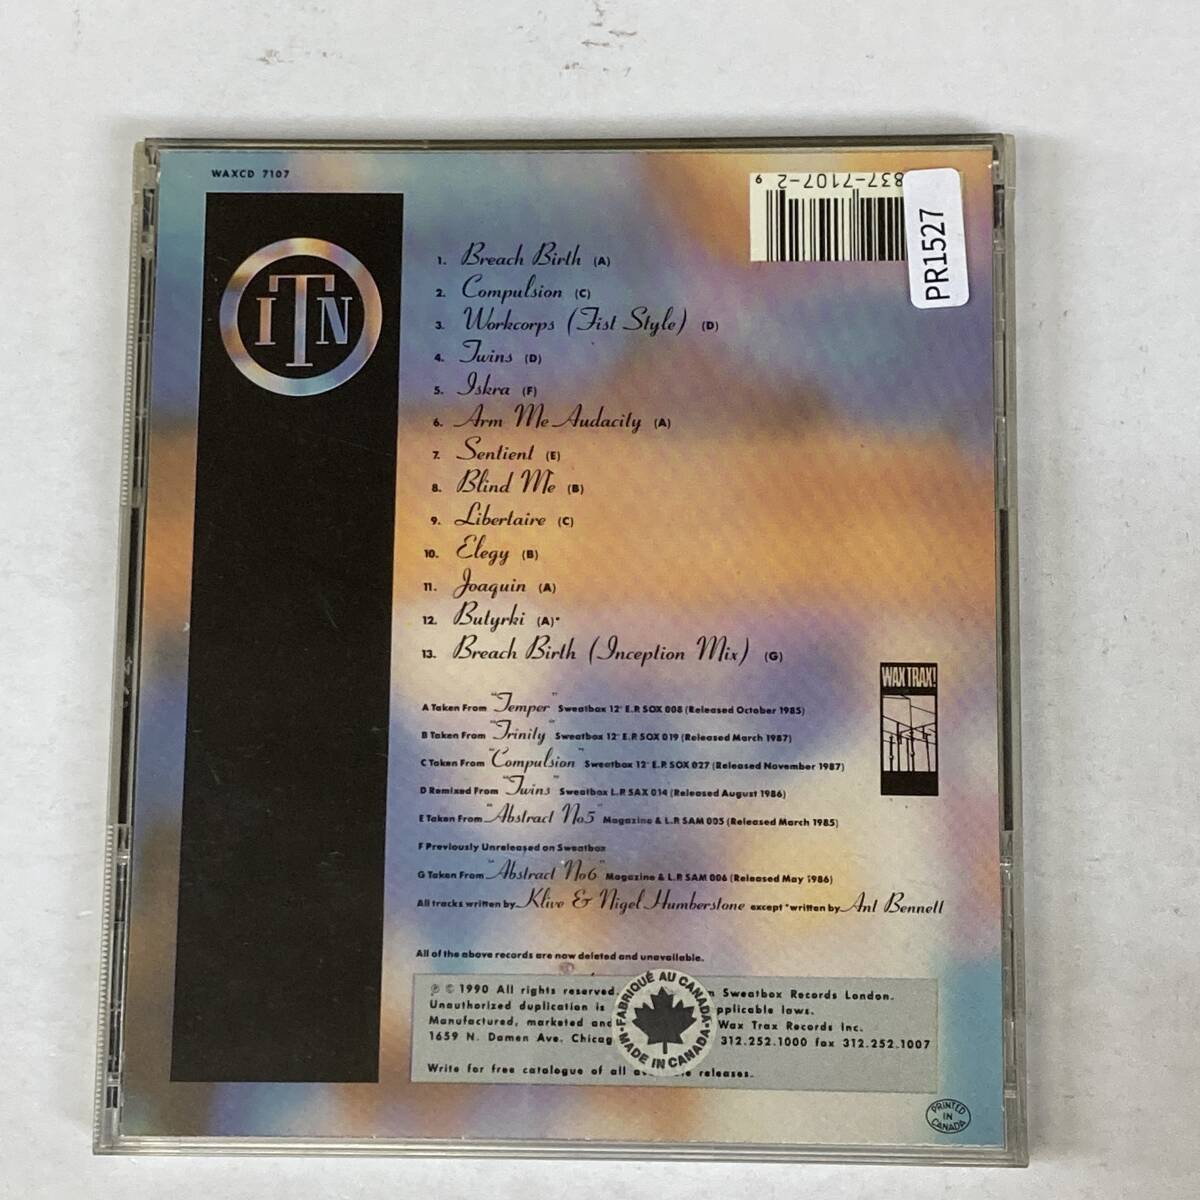 WAXCD 7107
837-7107-2 9
PR1527
ITN
1. Breach Birth (A)
2. Compulsion (C)
3. Workcorps (Fist Style) (D)
4. Twins (D)
5. Iskra (F)
6. Arm Me Audacity (A)
7. Sentient (E)
8. Blind Me (B)
9. Libertaire (C)
10. Elegy (B)
11. Joaquin (A)
12. Butyrki (A)*
13. Breach Birth (Inception Mix) (G)
WAX TRAX!
A Taken From "Temper" Sweatbox 12" E.P. SOX 008 (Released October 1985)
B Taken From "Trinity" Sweatbox 12" E.P. SOX 019 (Released March 1987)
C Taken From "Compulsion" Sweatbox 12" E.P. SOX 027 (Released November 1987)
D Remixed From "Twins" Sweatbox L.P. SAX 014 (Released August 1986)
E Taken From "Abstract No5" Magazine & L.P. SAM 005 (Released March 1985)
F Previously Unreleased on Sweatbox
G Taken From "Abstract No6" Magazine & L.P. SAM 006 (Released May 1986)
All tracks written by Klive & Nigel Humberstone except *written by Ant Bennett
All of the above records are now deleted and unavailable.
℗ © 1990 All rights reserved. Sweatbox Records London.
Unauthorized duplication is applicable laws.
Manufactured, marketed and Wax Trax Records Inc.
1659 N. Damen Ave. Chicag 312.252.1000 fax 312.252.1007
Write for free catalogue of all releases.
FABRIQUÉ AU CANADA
MADE IN CANADA
PRINTED
IN
CANADA